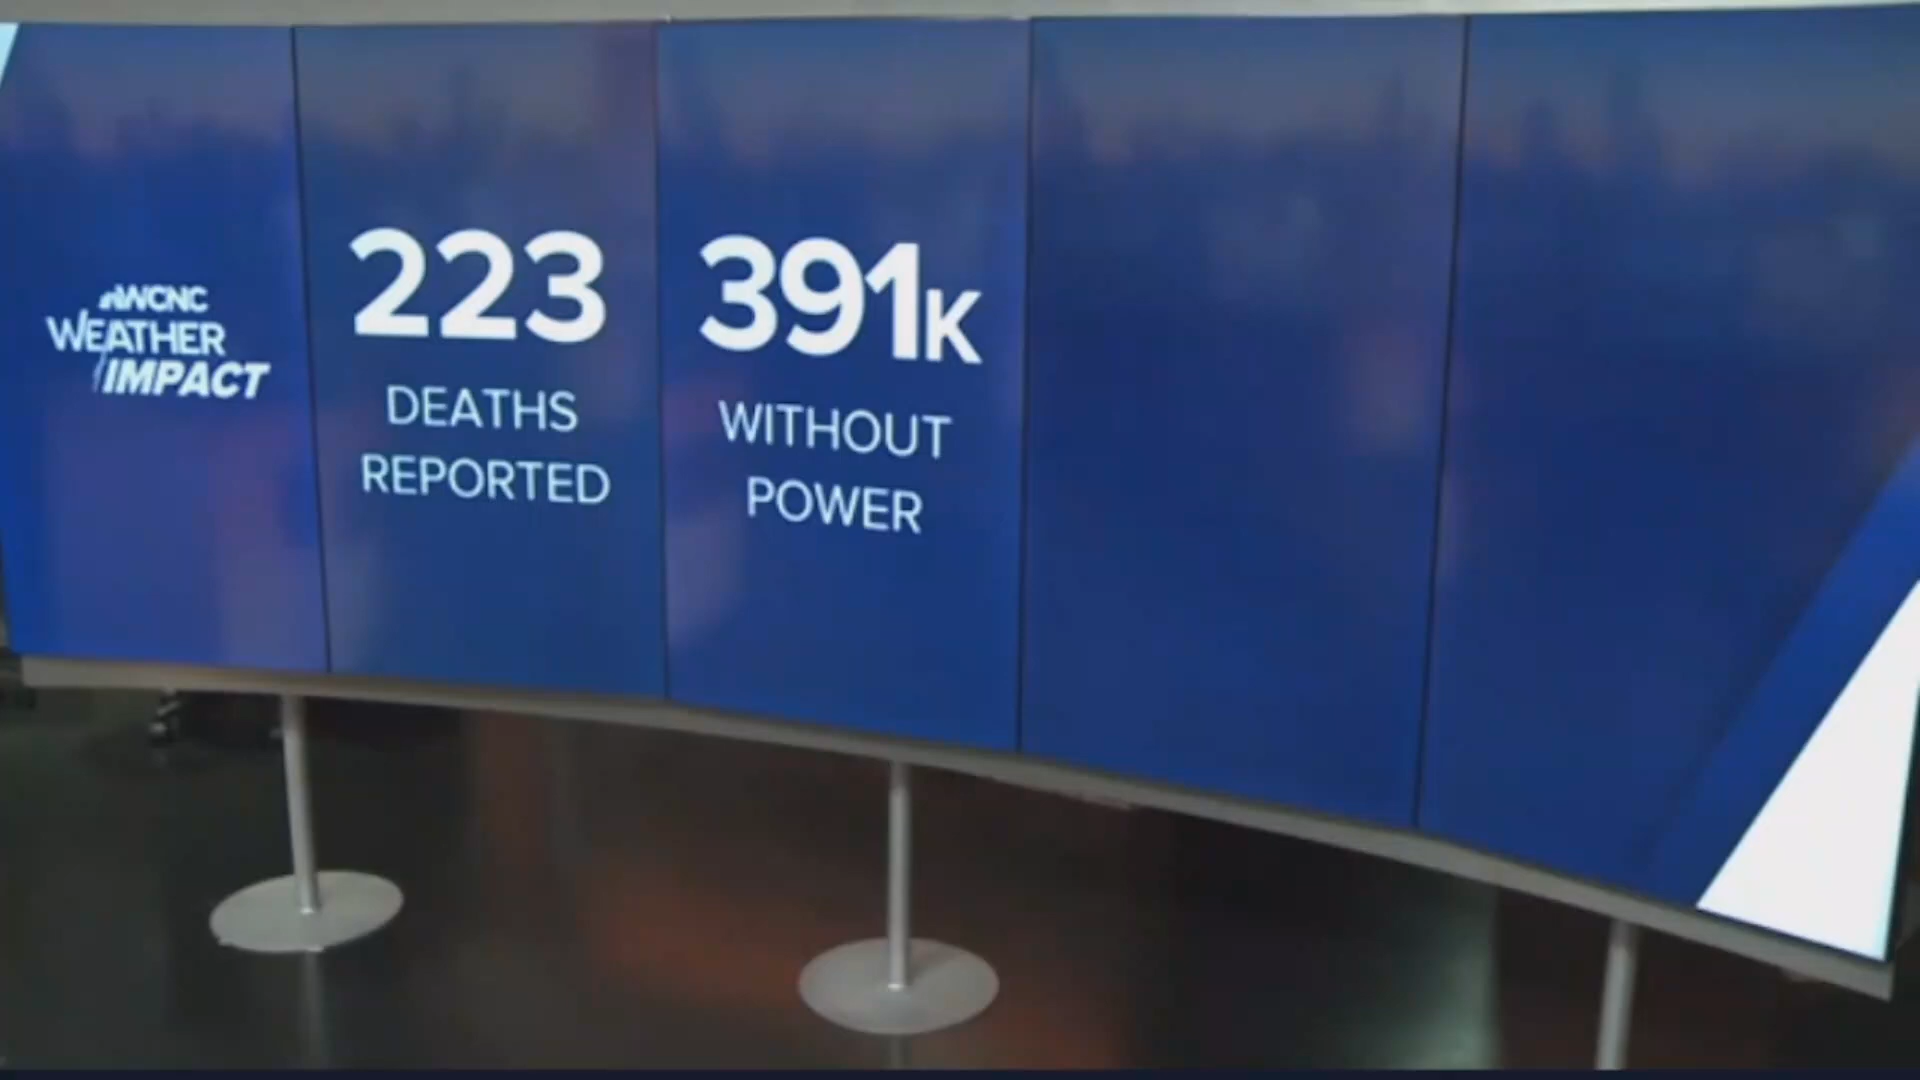 WCNC
WEATHER
IMPACT
223
DEATHS
REPORTED
391K
WITHOUT
POWER